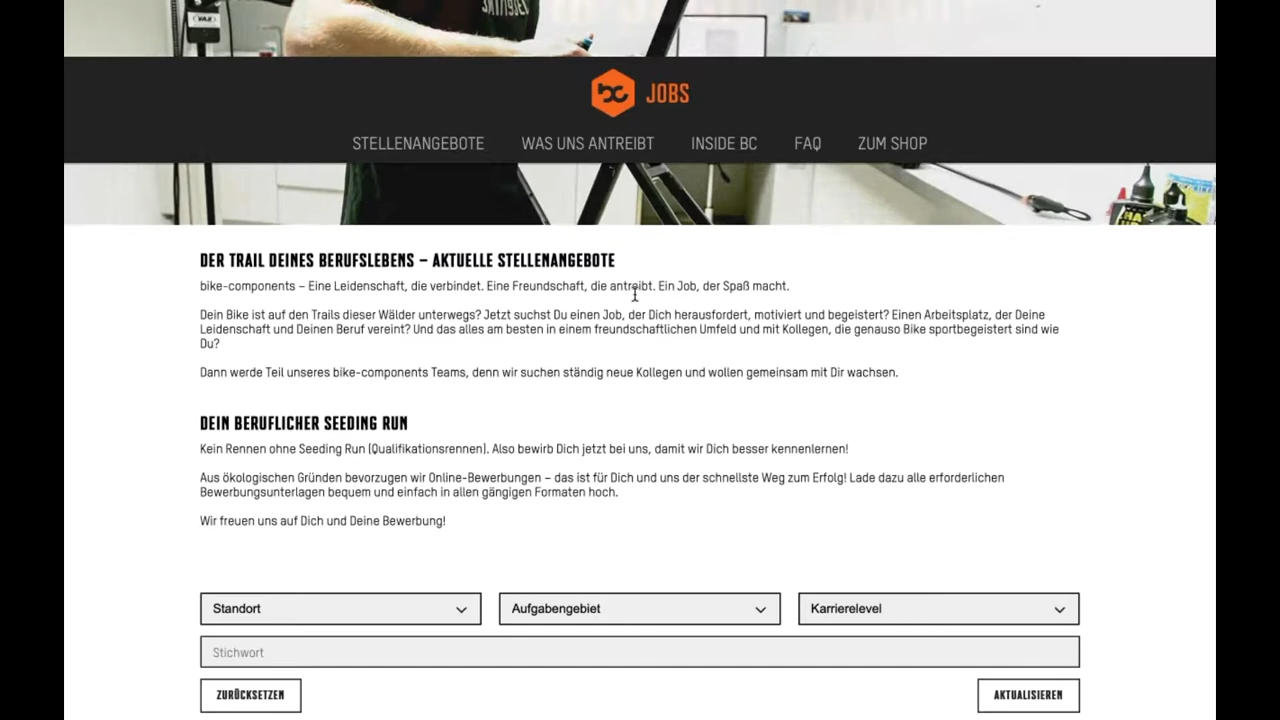 bc JOBS
STELLENANGEBOTE WAS UNS ANTREIBT INSIDE BC FAQ ZUM SHOP
DER TRAIL DEINES BERUFSLEBENS – AKTUELLE STELLENANGEBOTE
bike-components – Eine Leidenschaft, die verbindet. Eine Freundschaft, die antreibt. Ein Job, der Spaß macht.
Dein Bike ist auf den Trails dieser Wälder unterwegs? Jetzt suchst Du einen Job, der Dich herausfordert, motiviert und begeistert? Einen Arbeitsplatz, der Deine
Leidenschaft und Deinen Beruf vereint? Und das alles am besten in einem freundschaftlichen Umfeld und mit Kollegen, die genauso Bike sportbegeistert sind wie
Du?
Dann werde Teil unseres bike-components Teams, denn wir suchen ständig neue Kollegen und wollen gemeinsam mit Dir wachsen.
DEIN BERUFLICHER SEEDING RUN
Kein Rennen ohne Seeding Run (Qualifikationsrennen). Also bewirb Dich jetzt bei uns, damit wir Dich besser kennenlernen!
Aus ökologischen Gründen bevorzugen wir Online-Bewerbungen – das ist für Dich und uns der schnellste Weg zum Erfolg! Lade dazu alle erforderlichen
Bewerbungsunterlagen bequem und einfach in allen gängigen Formaten hoch.
Wir freuen uns auf Dich und Deine Bewerbung!
Standort Aufgabengebiet Karrierelevel
Stichwort
ZURÜCKSETZEN AKTUALISIEREN